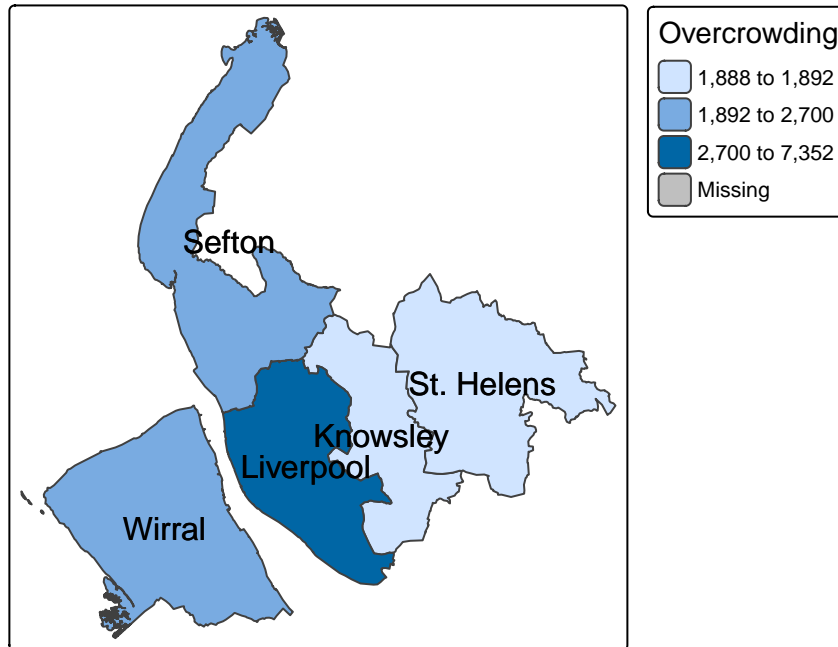 Overcrowding
1,888 to 1,892
1,892 to 2,700
2,700 to 7,352
Missing
Sefton
St. Helens
Knowsley
Liverpool
Wirral